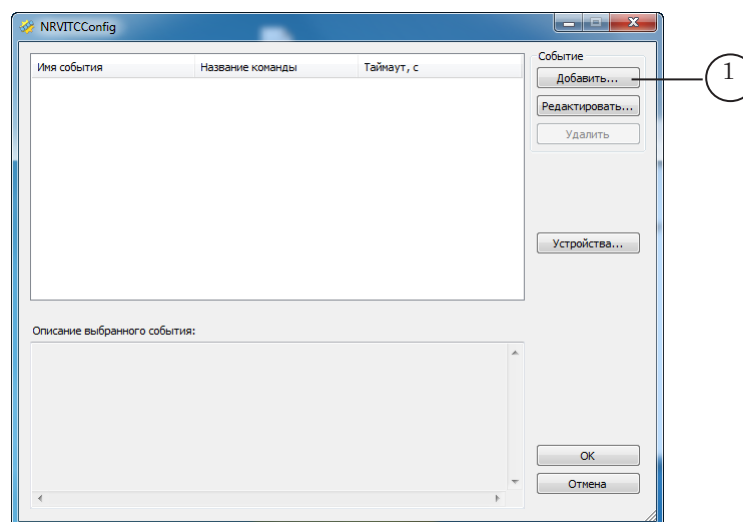 NRVITCConfig
Имя события Название команды Таймаут, с
Событие
Добавить...
1
Редактировать...
Удалить
Устройства...
Описание выбранного события:
OK
Отмена